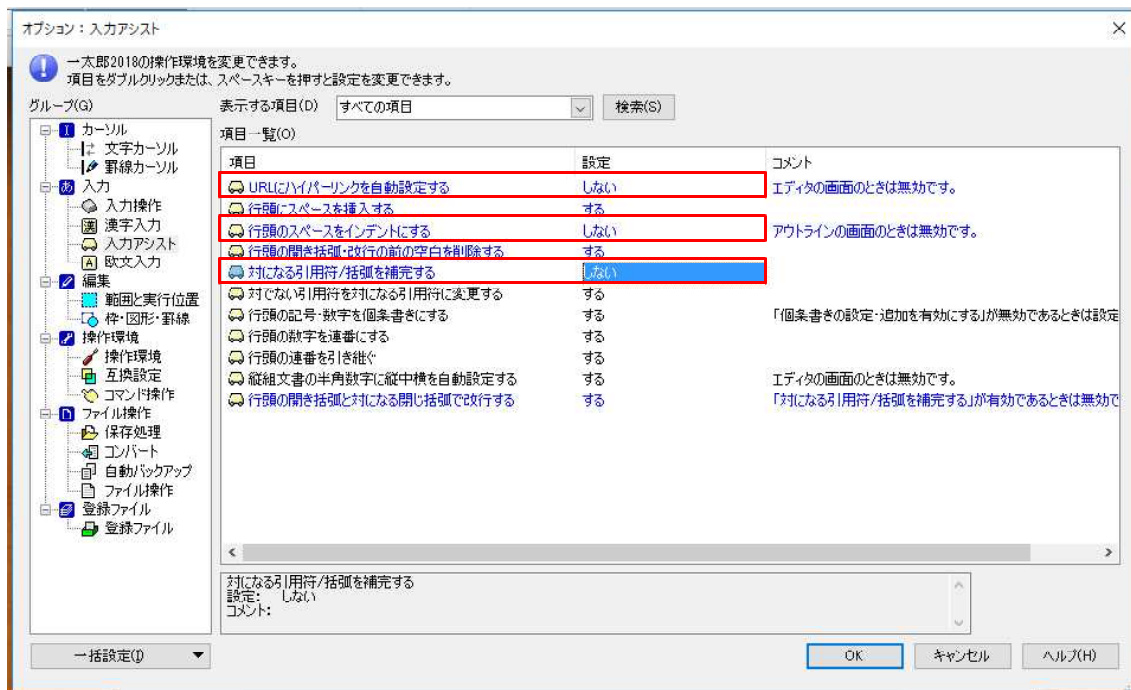 オプション：入力アシスト
一太郎2018の操作環境を変更できます。
項目をダブルクリックまたは、スペースキーを押すと設定を変更できます。
グループ(G)
表示する項目(D) すべての項目 検索(S)
項目一覧(O)
カーソル
文字カーソル
罫線カーソル
入力
入力操作
漢字入力
入力アシスト
欧文入力
編集
範囲と実行位置
枠・図形・罫線
操作環境
操作環境
互換設定
コマンド操作
ファイル操作
保存処理
コンバート
自動バックアップ
ファイル操作
登録ファイル
登録ファイル
項目 設定 コメント
URLにハイパーリンクを自動設定する しない エディタの画面のときは無効です。
行頭にスペースを挿入する する
行頭のスペースをインデントにする しない アウトラインの画面のときは無効です。
行頭の開き括弧・改行の前の空白を削除する する
対になる引用符/括弧を補完する しない
対でない引用符を対になる引用符に変更する する
行頭の記号・数字を個条書きにする する 「個条書きの設定・追加を有効にする」が無効であるときは設定
行頭の数字を連番にする する
行頭の連番を引き継ぐ する
縦組文書の半角数字に縦中横を自動設定する する エディタの画面のときは無効です。
行頭の開き括弧と対になる閉じ括弧で改行する する 「対になる引用符/括弧を補完する」が有効であるときは無効で
対になる引用符/括弧を補完する
設定： しない
コメント：
一括設定(I) OK キャンセル ヘルプ(H)